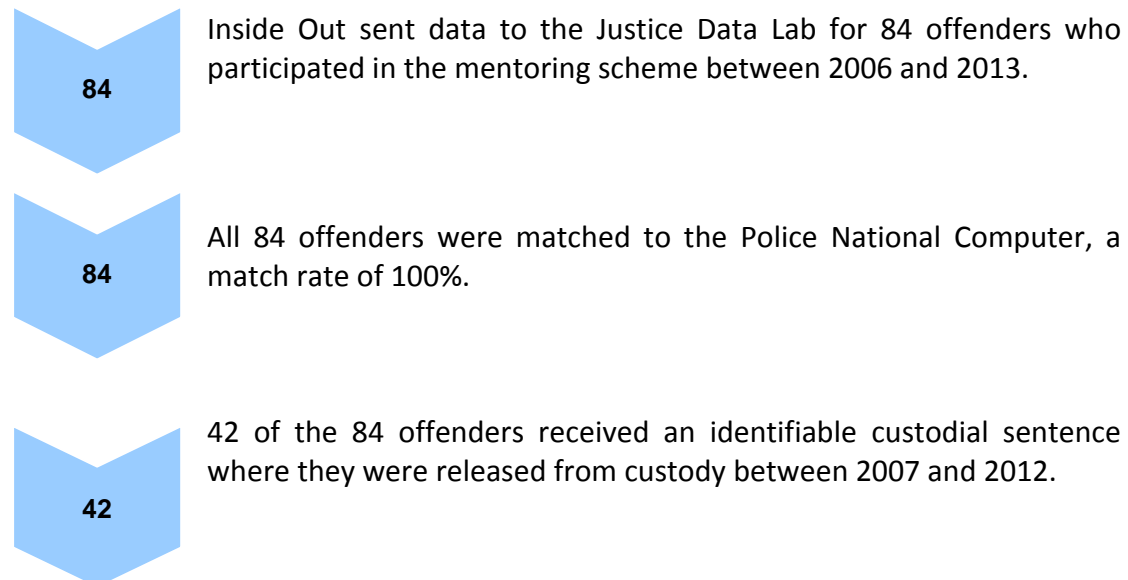 Inside Out sent data to the Justice Data Lab for 84 offenders who
participated in the mentoring scheme between 2006 and 2013.
84
All 84 offenders were matched to the Police National Computer, a
match rate of 100%.
84
42 of the 84 offenders received an identifiable custodial sentence
where they were released from custody between 2007 and 2012.
42